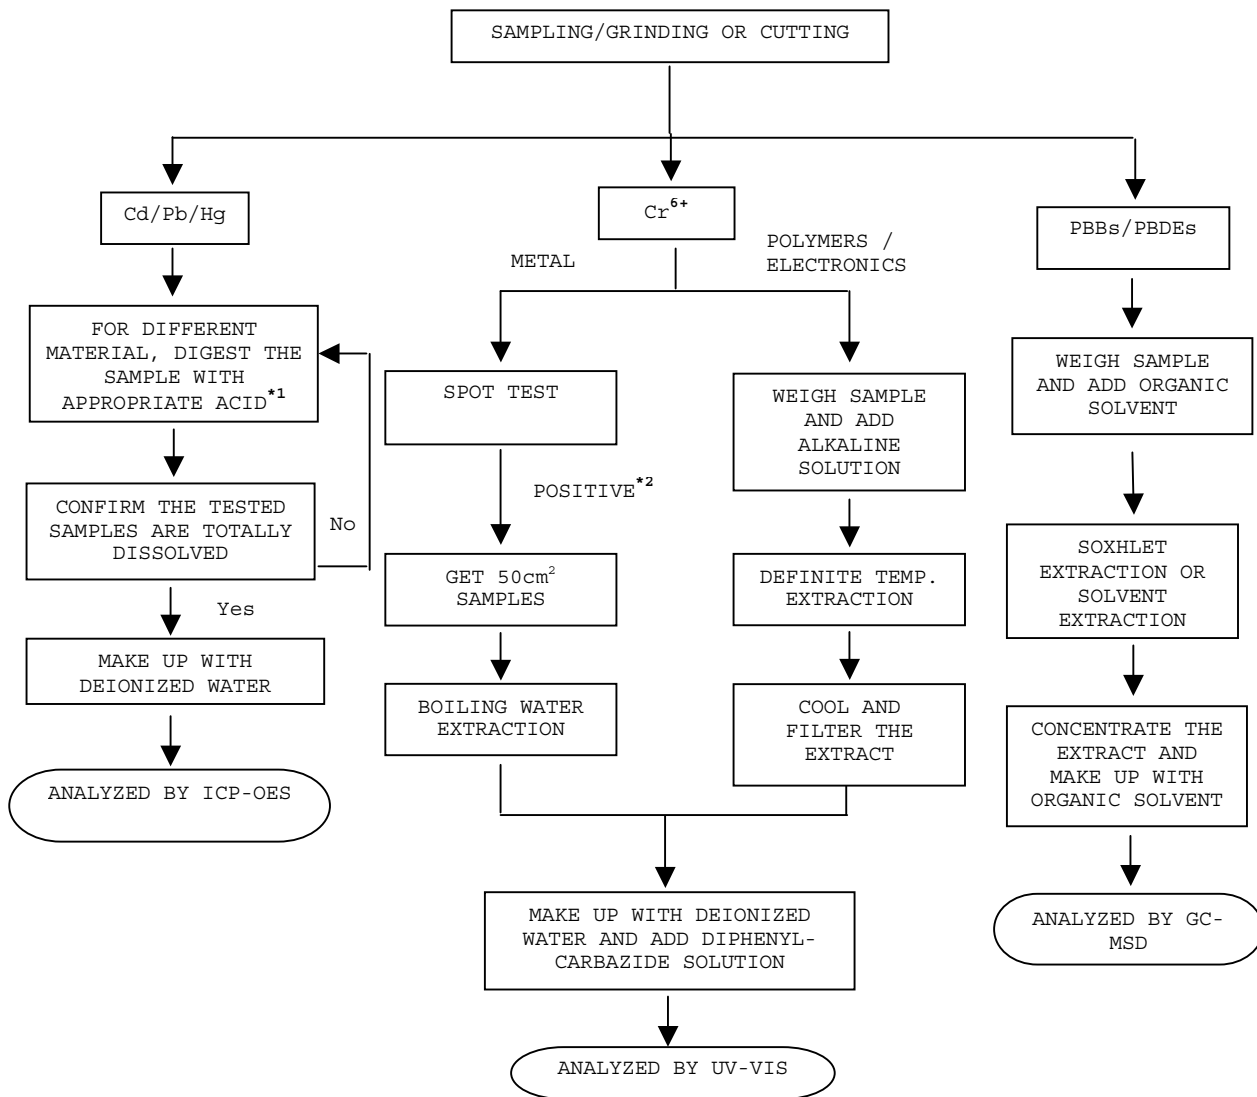 SAMPLING/GRINDING OR CUTTING
Cd/Pb/Hg
FOR DIFFERENT
MATERIAL, DIGEST THE
SAMPLE WITH
APPROPRIATE ACID*1
CONFIRM THE TESTED
SAMPLES ARE TOTALLY
DISSOLVED
No
Yes
MAKE UP WITH
DEIONIZED WATER
ANALYZED BY ICP-OES
Cr6+
METAL
POLYMERS /
ELECTRONICS
SPOT TEST
POSITIVE*2
GET 50cm2
SAMPLES
BOILING WATER
EXTRACTION
WEIGH SAMPLE
AND ADD
ALKALINE
SOLUTION
DEFINITE TEMP.
EXTRACTION
COOL AND
FILTER THE
EXTRACT
MAKE UP WITH DEIONIZED
WATER AND ADD DIPHENYL-
CARBAZIDE SOLUTION
ANALYZED BY UV-VIS
PBBs/PBDEs
WEIGH SAMPLE
AND ADD ORGANIC
SOLVENT
SOXHLET
EXTRACTION OR
SOLVENT
EXTRACTION
CONCENTRATE THE
EXTRACT AND
MAKE UP WITH
ORGANIC SOLVENT
ANALYZED BY GC-
MSD